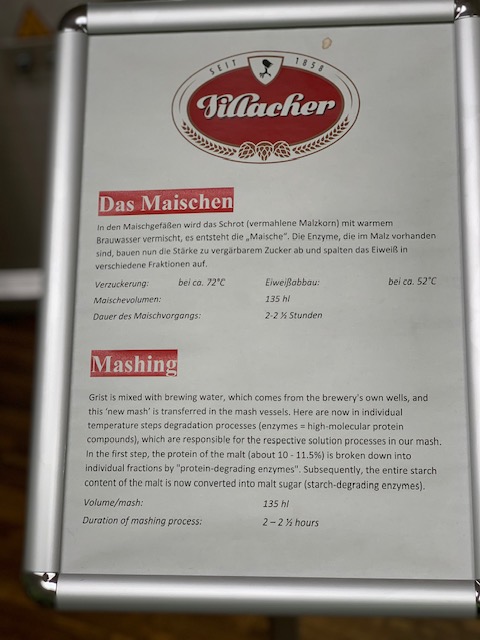 SEIT 1858
Villacher
Das Maischen
In den Maischgefäßen wird das Schrot (vermahlene Malzkorn) mit warmem
Brauwasser vermischt, es entsteht die „Maische". Die Enzyme, die im Malz vorhanden
sind, bauen nun die Stärke zu vergärbarem Zucker ab und spalten das Eiweiß in
verschiedene Fraktionen auf.
Verzuckerung: bei ca. 72°C Eiweißabbau: bei ca. 52°C
Maischevolumen: 135 hl
Dauer des Maischvorgangs: 2-2 ½ Stunden
Mashing
Grist is mixed with brewing water, which comes from the brewery's own wells, and
this 'new mash' is transferred in the mash vessels. Here are now in individual
temperature steps degradation processes (enzymes = high-molecular protein
compounds), which are responsible for the respective solution processes in our mash.
In the first step, the protein of the malt (about 10 - 11.5%) is broken down into
individual fractions by "protein-degrading enzymes". Subsequently, the entire starch
content of the malt is now converted into malt sugar (starch-degrading enzymes).
Volume/mash: 135 hl
Duration of mashing process: 2 – 2 ½ hours